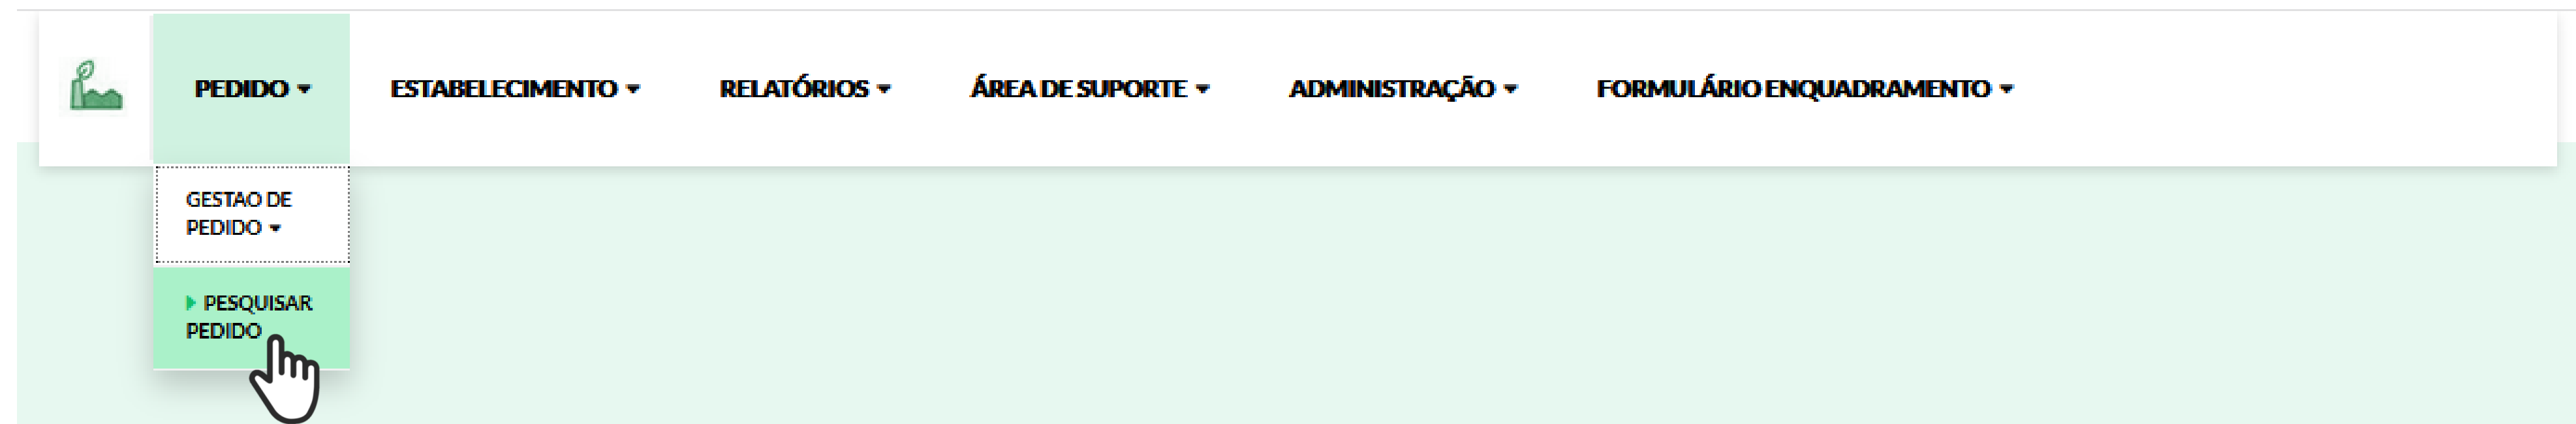 PEDIDO ESTABELECIMENTO RELATÓRIOS ÁREA DE SUPORTE ADMINISTRAÇÃO FORMULÁRIO ENQUADRAMENTO
GESTAO DE
PEDIDO
PESQUISAR
PEDIDO